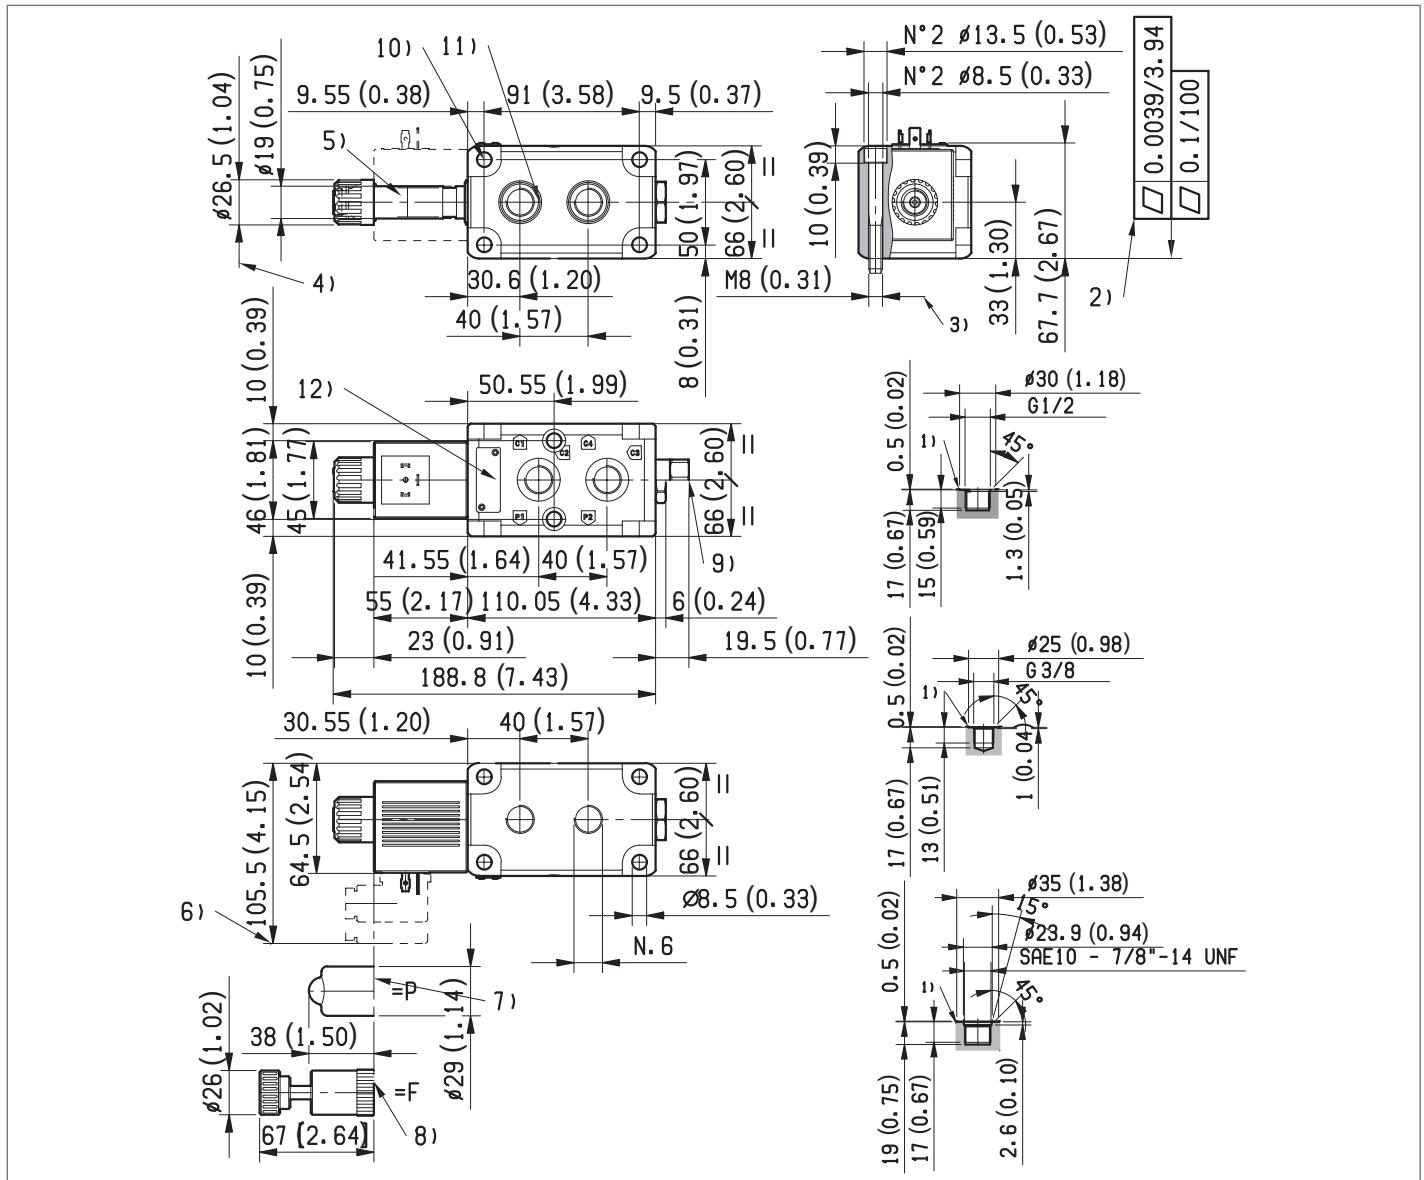 10)
11)
N°2 ø13.5 (0.53)
N°2 ø8.5 (0.33)
0.0039/3.94
0.1/100
ø26.5 (1.04)
ø19 (0.75)
9.55 (0.38)
91 (3.58)
9.5 (0.37)
5)
50 (1.97)
66 (2.60)
=
=
10 (0.39)
33 (1.30)
67.7 (2.67)
2)
4)
30.6 (1.20)
M8 (0.31)
3)
40 (1.57)
8 (0.31)
10 (0.39)
12)
50.55 (1.99)
46 (1.81)
45 (1.77)
C1
C4
C2
C3
P1
P2
66 (2.60)
=
=
41.55 (1.64)
40 (1.57)
9)
10 (0.39)
55 (2.17)
110.05 (4.33)
6 (0.24)
23 (0.91)
19.5 (0.77)
188.8 (7.43)
ø30 (1.18)
G1/2
0.5 (0.02)
1)
45°
17 (0.67)
15 (0.59)
1.3 (0.05)
ø25 (0.98)
G3/8
0.5 (0.02)
1)
45°
17 (0.67)
13 (0.51)
1 (0.04)
30.55 (1.20)
40 (1.57)
105.5 (4.15)
64.5 (2.54)
66 (2.60)
=
=
6)
Ø8.5 (0.33)
N.6
=P
7)
38 (1.50)
ø29 (1.14)
ø26 (1.02)
=F
8)
67 [2.64]
ø35 (1.38)
15°
ø23.9 (0.94)
SAE10 - 7/8"-14 UNF
0.5 (0.02)
1)
45°
19 (0.75)
17 (0.67)
2.6 (0.10)